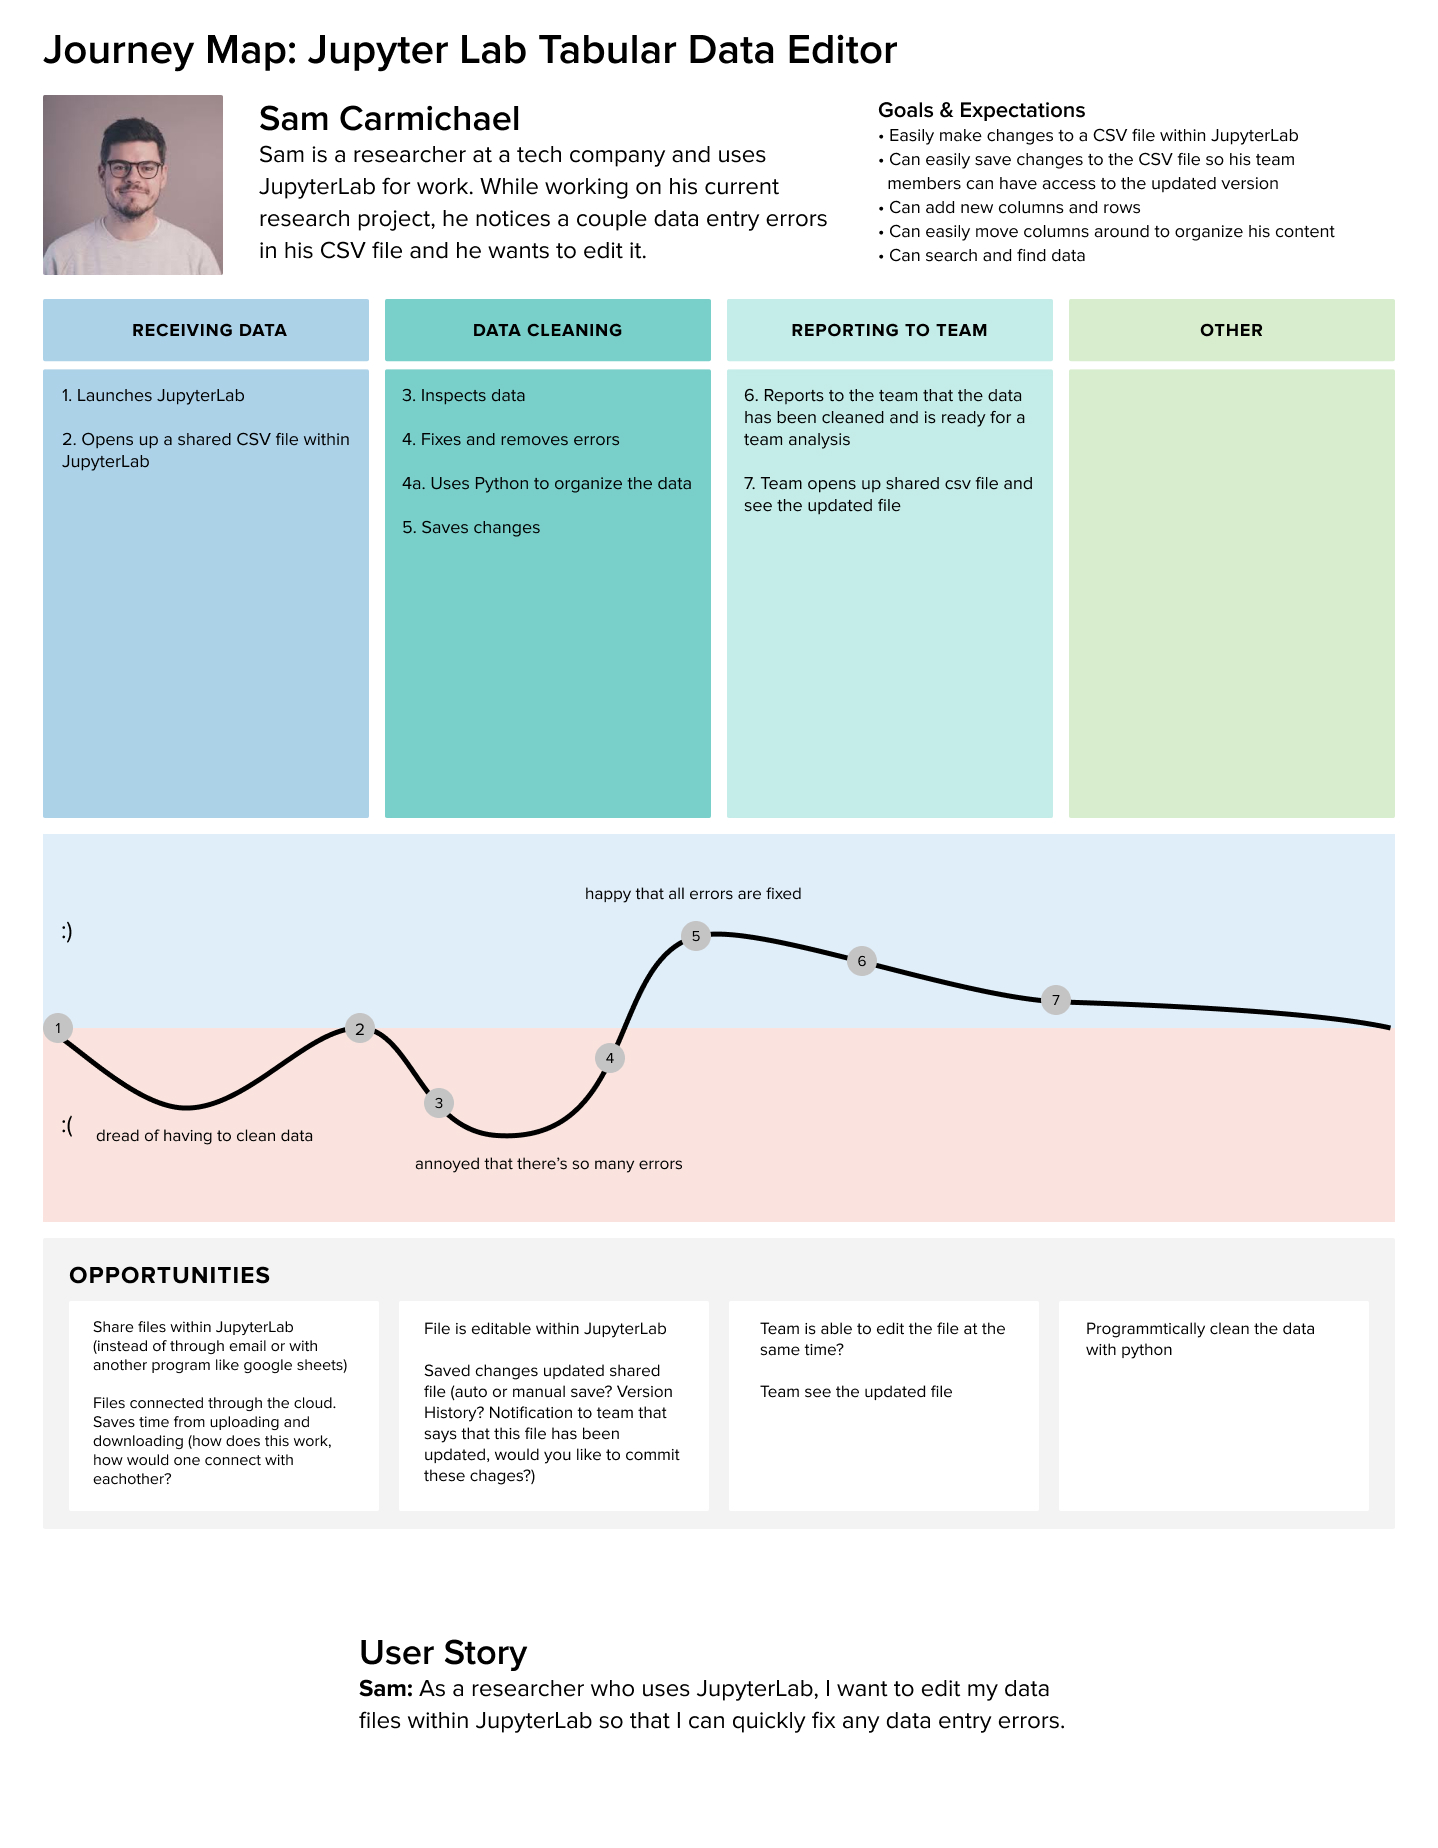 Journey Map: Jupyter Lab Tabular Data Editor
Sam Carmichael
Sam is a researcher at a tech company and uses
JupyterLab for work. While working on his current
research project, he notices a couple data entry errors
in his CSV file and he wants to edit it.
Goals & Expectations
• Easily make changes to a CSV file within JupyterLab
• Can easily save changes to the CSV file so his team
members can have access to the updated version
• Can add new columns and rows
• Can easily move columns around to organize his content
• Can search and find data
RECEIVING DATA
1. Launches JupyterLab
2. Opens up a shared CSV file within
JupyterLab
DATA CLEANING
3. Inspects data
4. Fixes and removes errors
4a. Uses Python to organize the data
5. Saves changes
REPORTING TO TEAM
6. Reports to the team that the data
has been cleaned and is ready for a
team analysis
7. Team opens up shared csv file and
see the updated file
OTHER
:)
:(
1
dread of having to clean data
2
3
annoyed that there's so many errors
4
happy that all errors are fixed
5
6
7
OPPORTUNITIES
Share files within JupyterLab
(instead of through email or with
another program like google sheets)
Files connected through the cloud.
Saves time from uploading and
downloading (how does this work,
how would one connect with
eachother?
File is editable within JupyterLab
Saved changes updated shared
file (auto or manual save? Version
History? Notification to team that
says that this file has been
updated, would you like to commit
these chages?)
Team is able to edit the file at the
same time?
Team see the updated file
Programmtically clean the data
with python
User Story
Sam: As a researcher who uses JupyterLab, I want to edit my data
files within JupyterLab so that I can quickly fix any data entry errors.